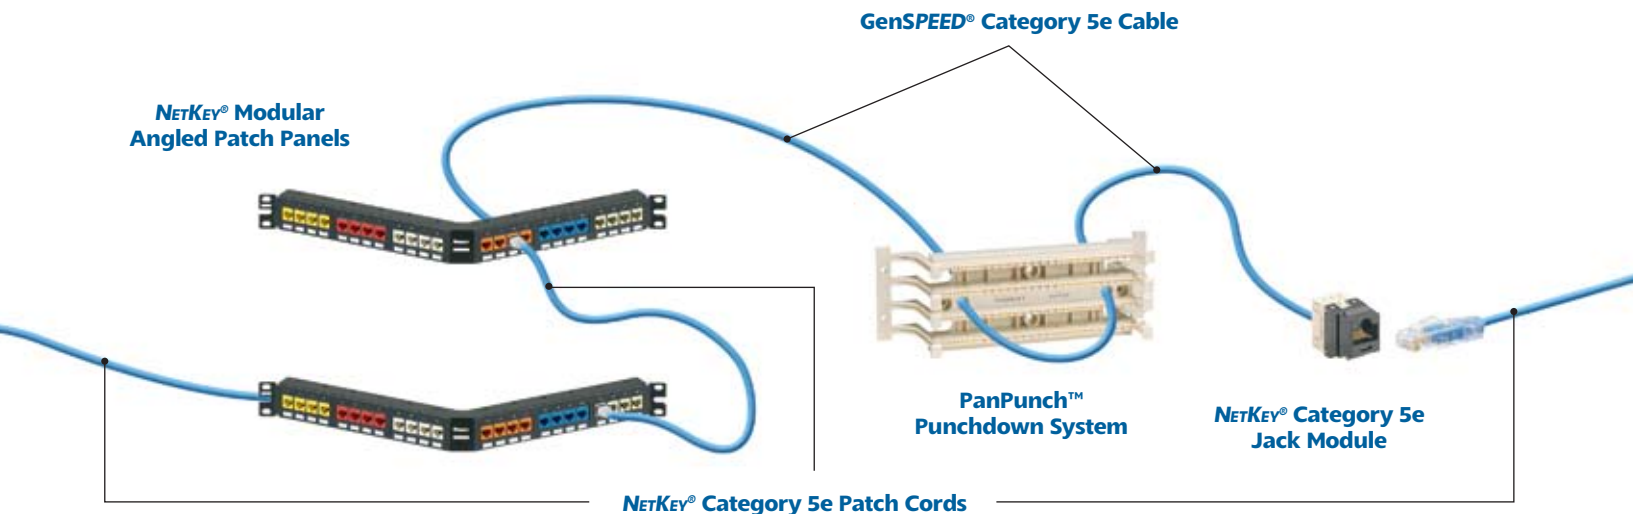 GenSPEED® Category 5e Cable
NETKEY® Modular
Angled Patch Panels
PanPunch™
Punchdown System
NETKEY® Category 5e
Jack Module
NETKEY® Category 5e Patch Cords